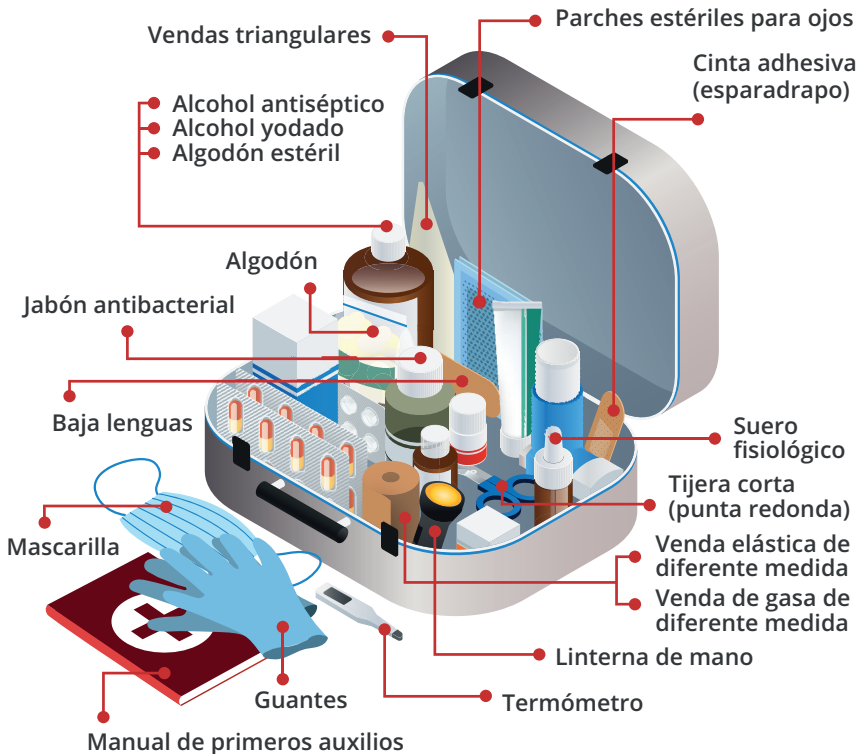 Parches estériles para ojos
Vendas triangulares
Cinta adhesiva
(esparadrapo)
Alcohol antiséptico
Alcohol yodado
Algodón estéril
Algodón
Jabón antibacterial
Baja lenguas
Suero
fisiológico
Tijera corta
(punta redonda)
Mascarilla
Venda elástica de
diferente medida
Venda de gasa de
diferente medida
Linterna de mano
Guantes
Termómetro
Manual de primeros auxilios